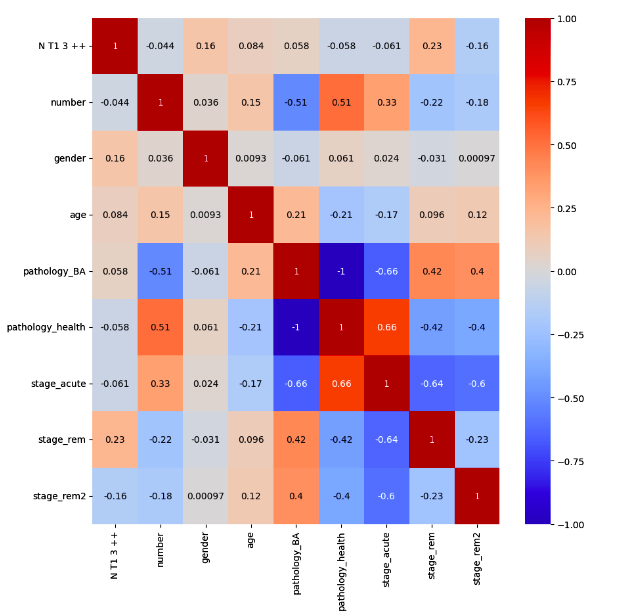 N T1 3 ++ 1 -0.044 0.16 0.084 0.058 -0.058 -0.061 0.23 -0.16
number -0.044 1 0.036 0.15 -0.51 0.51 0.33 -0.22 -0.18
gender 0.16 0.036 1 0.0093 -0.061 0.061 0.024 -0.031 0.00097
age 0.084 0.15 0.0093 1 0.21 -0.21 -0.17 0.096 0.12
pathology_BA 0.058 -0.51 -0.061 0.21 1 -1 -0.66 0.42 0.4
pathology_health -0.058 0.51 0.061 -0.21 -1 1 0.66 -0.42 -0.4
stage_acute -0.061 0.33 0.024 -0.17 -0.66 0.66 1 -0.64 -0.6
stage_rem 0.23 -0.22 -0.031 0.096 0.42 -0.42 -0.64 1 -0.23
stage_rem2 -0.16 -0.18 0.00097 0.12 0.4 -0.4 -0.6 -0.23 1
N T1 3 ++
number
gender
age
pathology_BA
pathology_health
stage_acute
stage_rem
stage_rem2
1.00
0.75
0.50
0.25
0.00
−0.25
−0.50
−0.75
−1.00